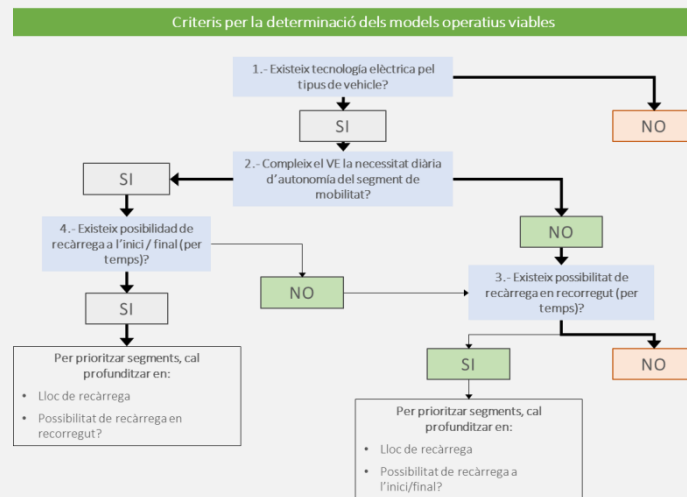 Criteris per la determinació dels models operatius viables
1.- Existeix tecnología elèctrica pel
tipus de vehicle?
SI
NO
2.- Compleix el VE la necessitat diària
d'autonomía del segment de
mobilitat?
SI
NO
4.- Existeix posibilidad de
recàrrega a l'inici / final (per
temps)?
NO
3.- Existeix possibilitat de
recàrrega en recorregut (per
temps)?
SI
SI
NO
Per prioritzar segments, cal
profunditzar en:
• Lloc de recàrrega
• Possibilitat de recàrrega en
recorregut?
Per prioritzar segments, cal
profunditzar en:
• Lloc de recàrrega
• Possibilitat de recàrrega a
l'inici/final?